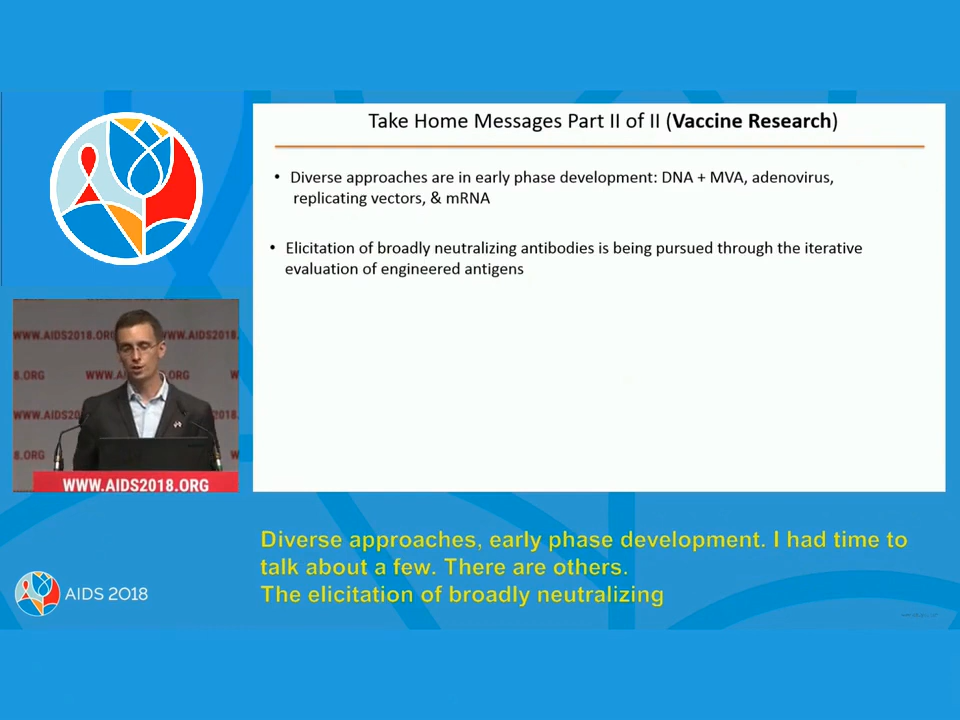 Take Home Messages Part II of II (Vaccine Research)
• Diverse approaches are in early phase development: DNA + MVA, adenovirus,
replicating vectors, & mRNA
• Elicitation of broadly neutralizing antibodies is being pursued through the iterative
evaluation of engineered antigens
WWW.AIDS2018.ORG WWW.AIDS2018.
8.ORG WWW.AIDS2018.ORG W
WWW.AIDS2 2018.
8.ORG W
WWW.AIDS2018.ORG
Diverse approaches, early phase development. I had time to
talk about a few. There are others.
The elicitation of broadly neutralizing
AIDS 2018